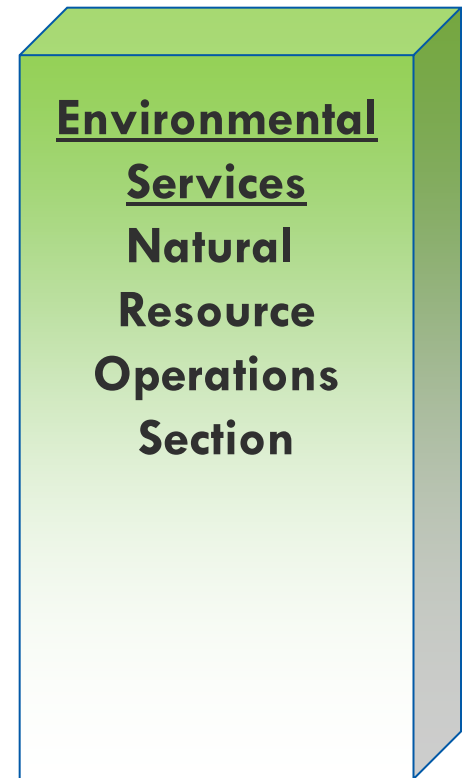 Environmental
Services
Natural
Resource
Operations
Section